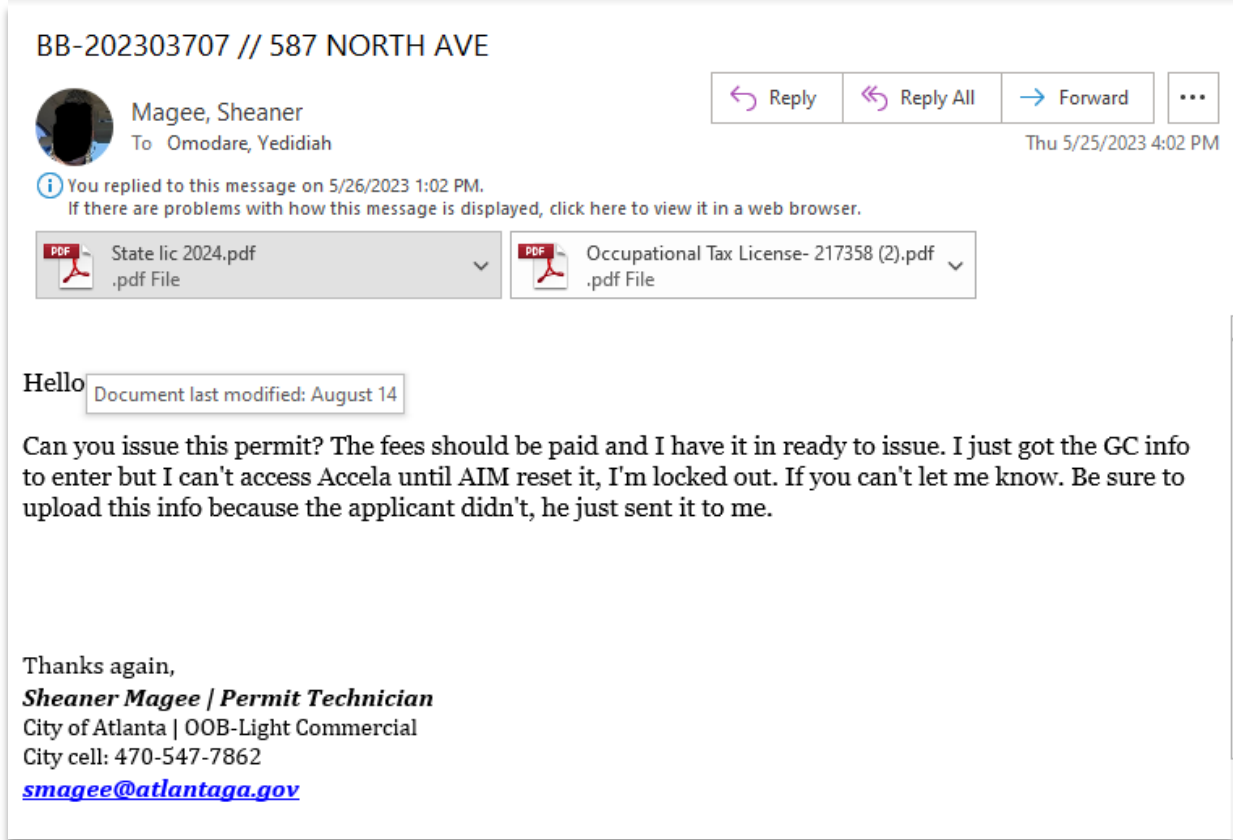 BB-202303707 // 587 NORTH AVE
Magee, Sheaner
To Omodare, Yedidiah
Reply
Reply All
Forward
Thu 5/25/2023 4:02 PM
You replied to this message on 5/26/2023 1:02 PM.
If there are problems with how this message is displayed, click here to view it in a web browser.
PDF
State lic 2024.pdf
.pdf File
PDF
Occupational Tax License- 217358 (2).pdf
.pdf File
Hello
Document last modified: August 14
Can you issue this permit? The fees should be paid and I have it in ready to issue. I just got the GC info
to enter but I can't access Accela until AIM reset it, I'm locked out. If you can't let me know. Be sure to
upload this info because the applicant didn't, he just sent it to me.
Thanks again,
Sheaner Magee | Permit Technician
City of Atlanta | OOB-Light Commercial
City cell: 470-547-7862
smagee@atlantaga.gov